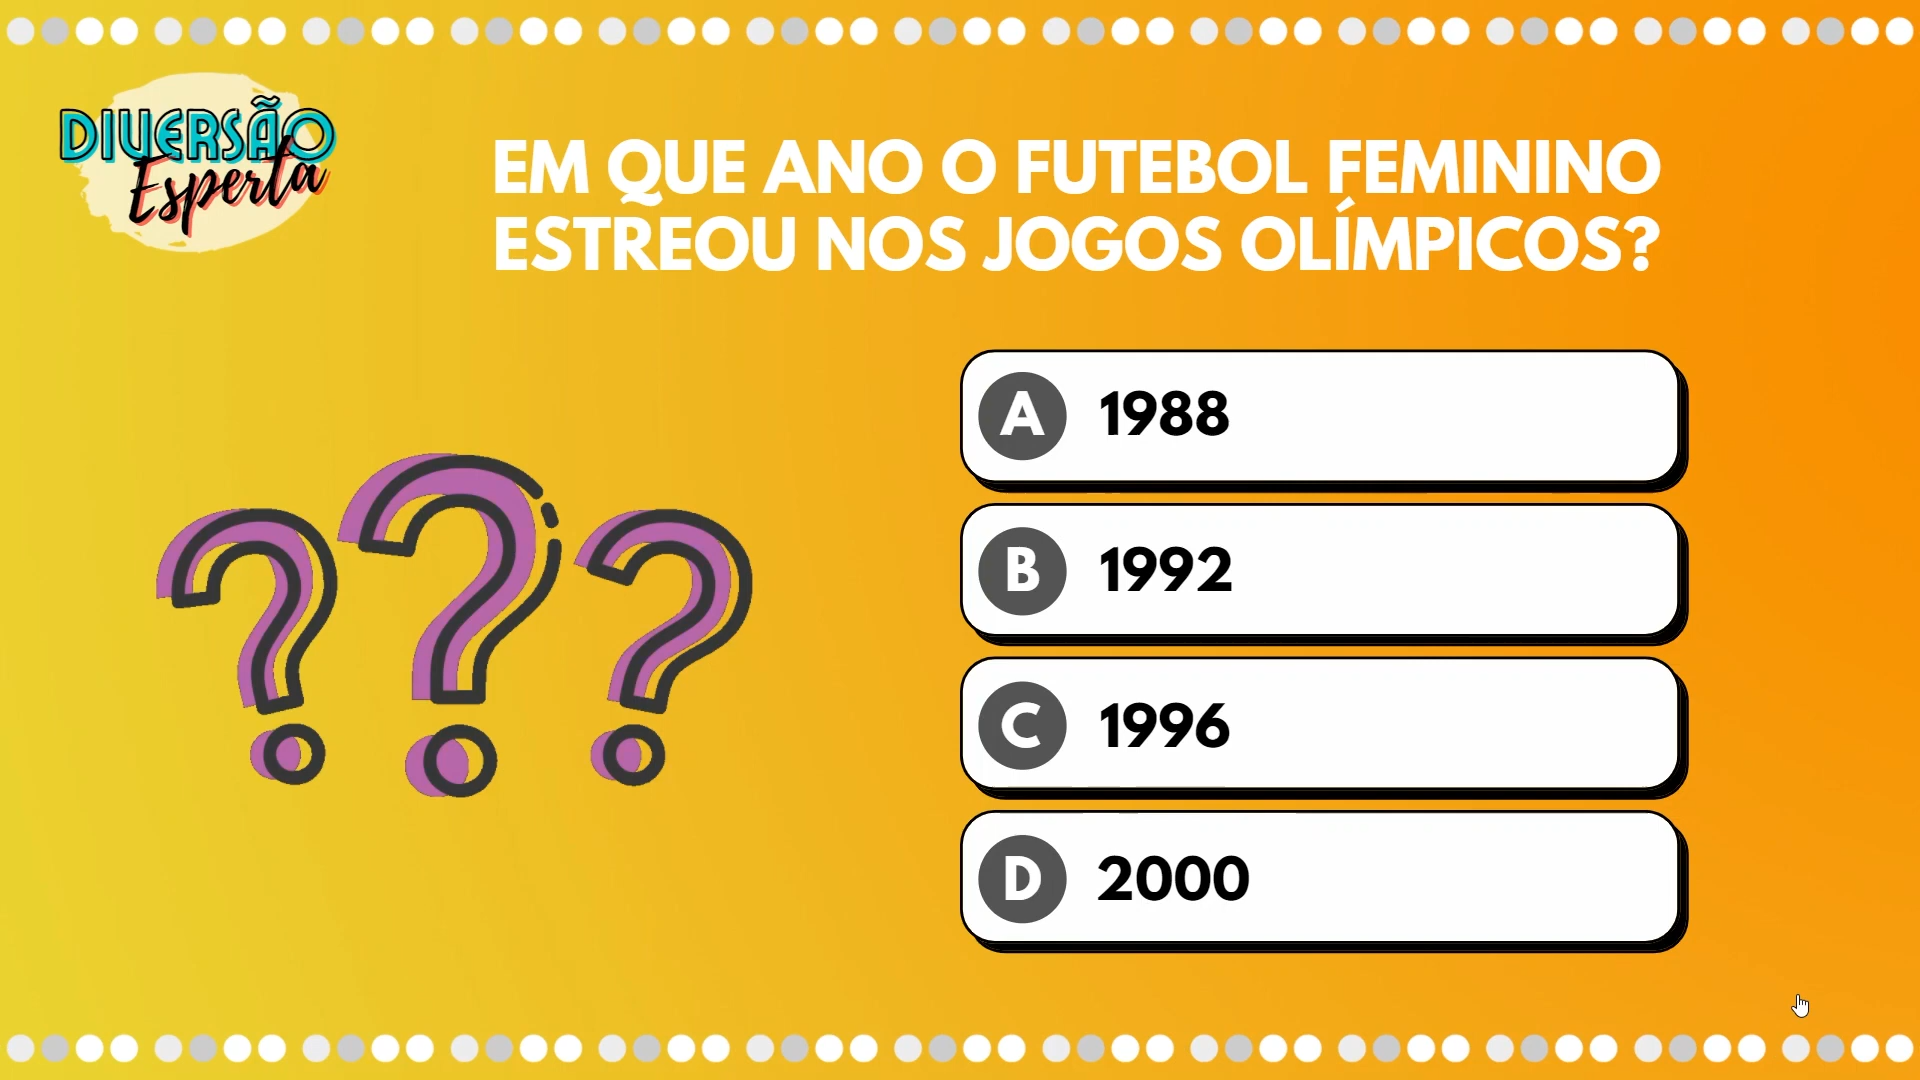 DIVERSÃO
Esperta
EM QUE ANO O FUTEBOL FEMININO
ESTREOU NOS JOGOS OLÍMPICOS?
A 1988
B 1992
C 1996
D 2000